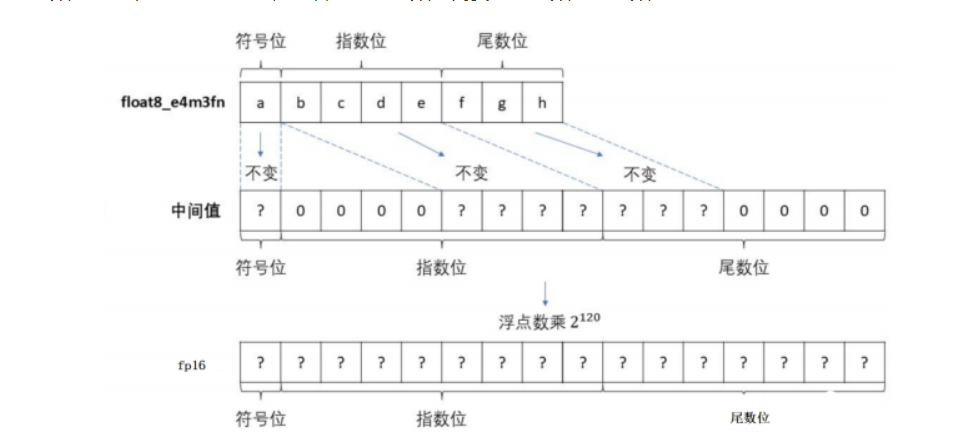 符号位 指数位 尾数位
float8_e4m3fn a b c d e f g h
不变 不变 不变
中间值 ? 0 0 0 0 ? ? ? ? ? ? ? 0 0 0 0
符号位 指数位 尾数位
浮点数乘 2¹²⁰
fp16 ? ? ? ? ? ? ? ? ? ? ? ? ? ? ? ?
符号位 指数位 尾数位